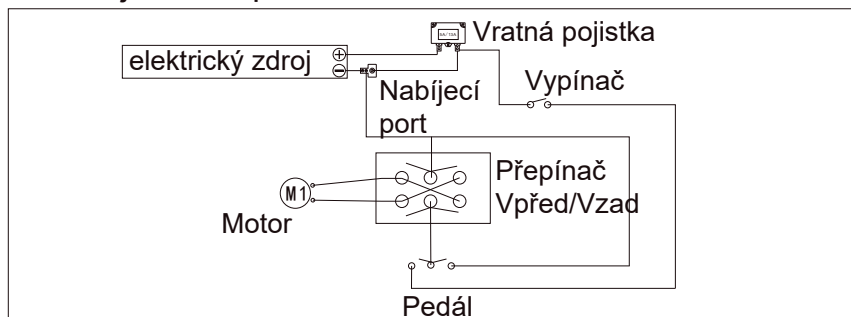 Vratná pojistka
elektrický zdroj
Nabíjecí
port
Vypínač
Přepínač
Vpřed/Vzad
M1
Motor
Pedál